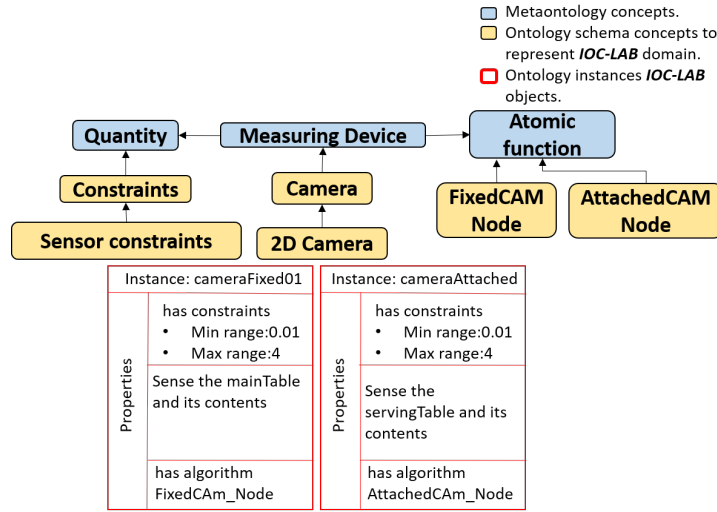 Metaontology concepts.
Ontology schema concepts to
represent IOC-LAB domain.
Ontology instances IOC-LAB
objects.
Quantity
Measuring Device
Atomic
function
Constraints
Camera
FixedCAM
Node
AttachedCAM
Node
Sensor constraints
2D Camera
Instance: cameraFixed01
Properties
has constraints
• Min range:0.01
• Max range:4
Sense the mainTable
and its contents
has algorithm
FixedCAm_Node
Instance: cameraAttached
Properties
has constraints
• Min range:0.01
• Max range:4
Sense the
servingTable and its
contents
has algorithm
AttachedCAm_Node